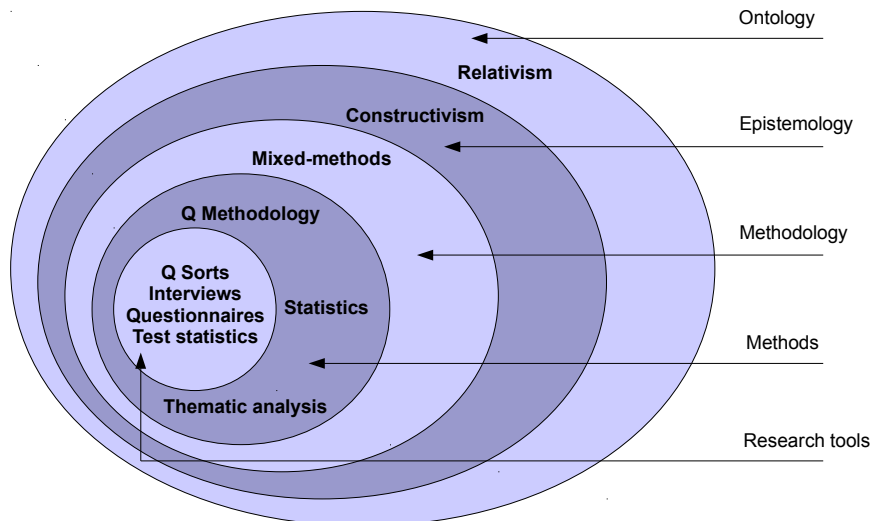 Ontology
Relativism
Constructivism
Epistemology
Mixed-methods
Q Methodology
Methodology
Q Sorts
Interviews
Questionnaires
Test statistics
Statistics
Methods
Thematic analysis
Research tools